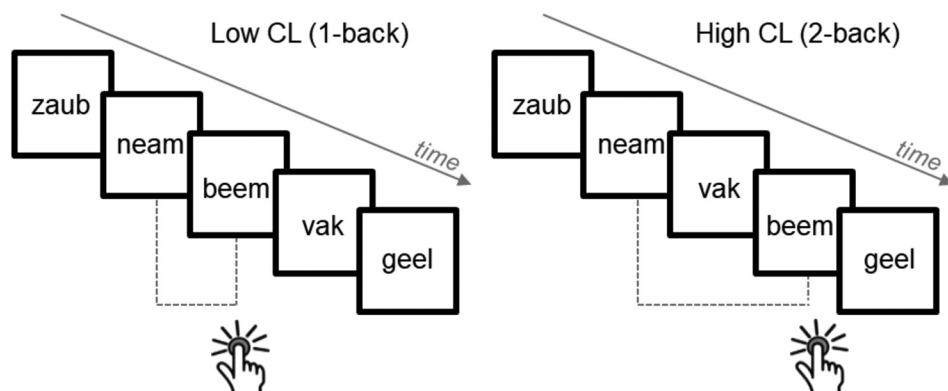 Low CL (1-back)
zaub
neam
beem
vak
geel
time
High CL (2-back)
zaub
neam
vak
beem
geel
time